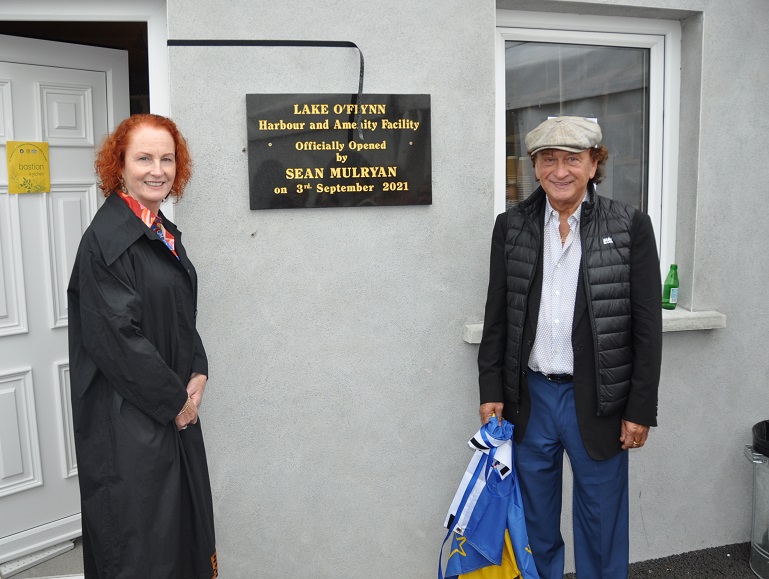 LAKE O'FLYNN
Harbour and Amenity Facility
Officially Opened
by
SEAN MULRYAN
on 3rd. September 2021
bastion